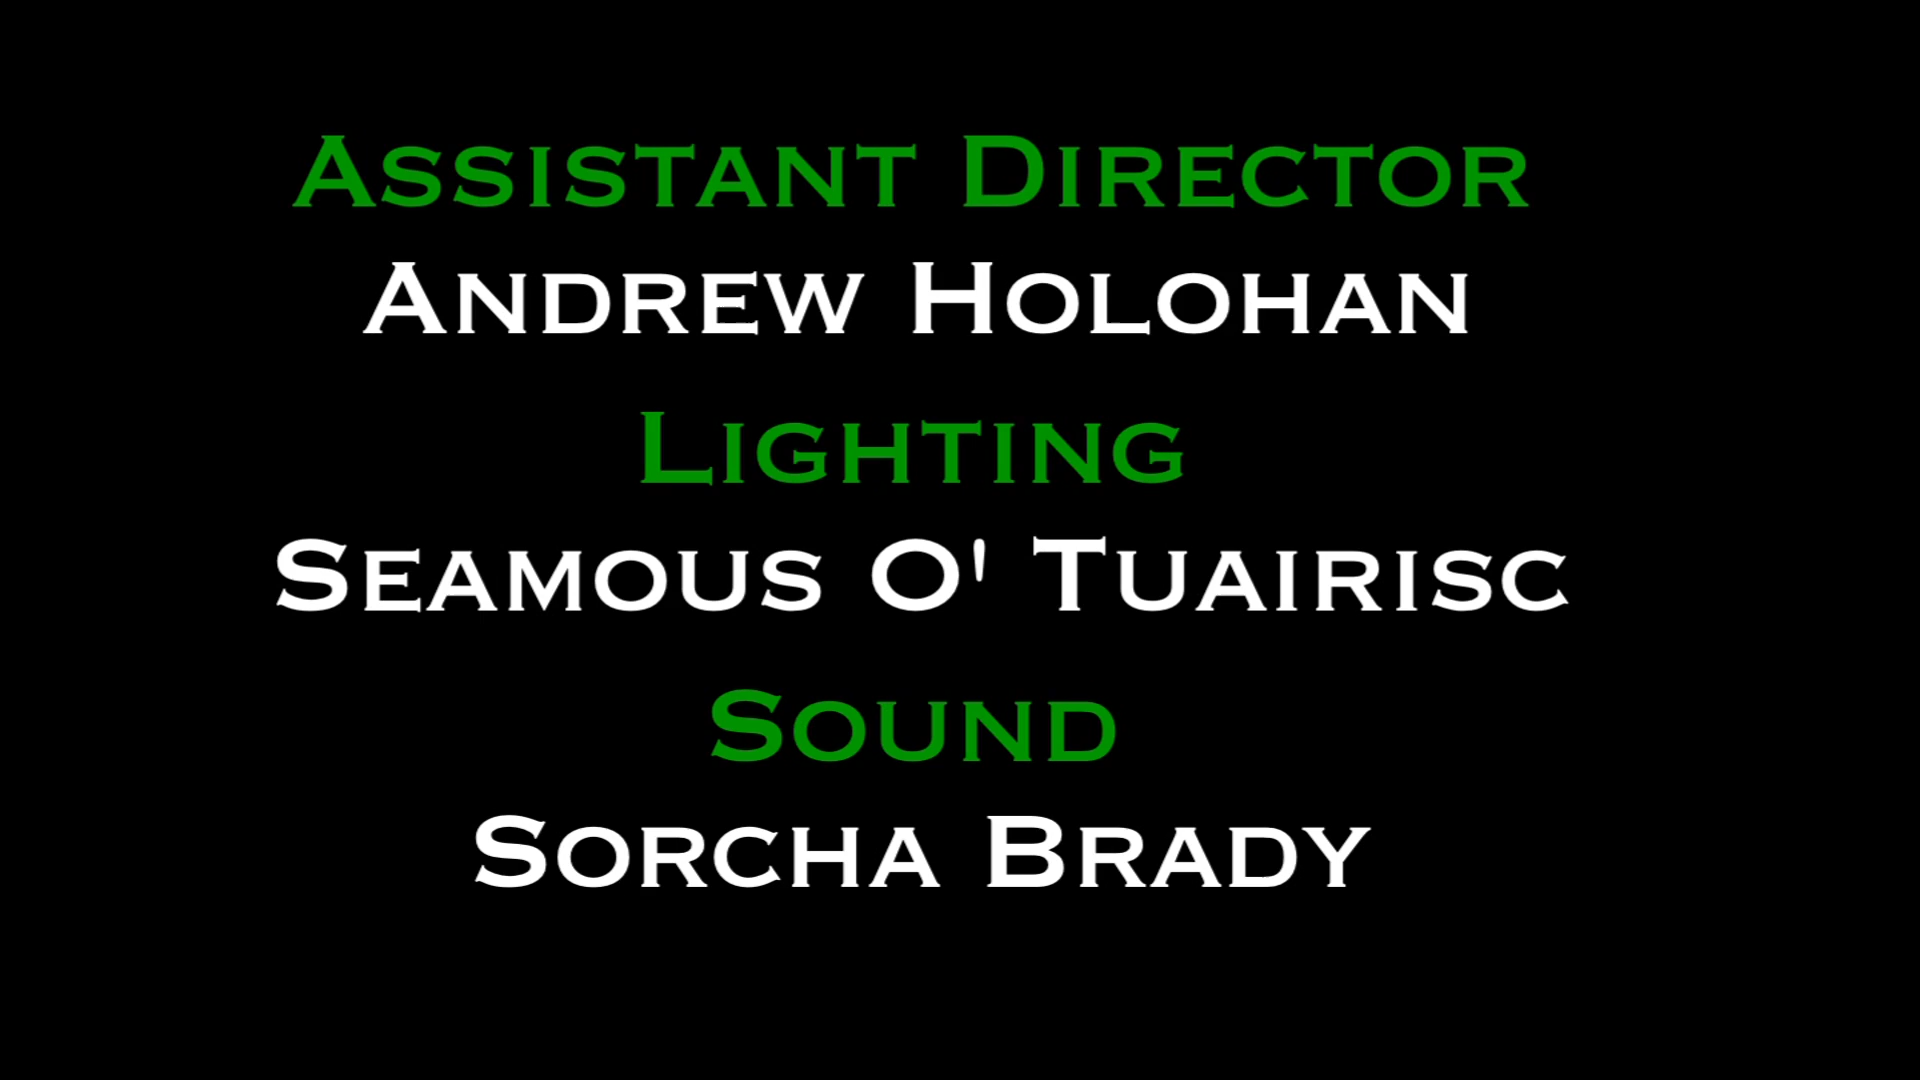 Assistant Director
Andrew Holohan
Lighting
Seamous O' Tuairisc
Sound
Sorcha Brady